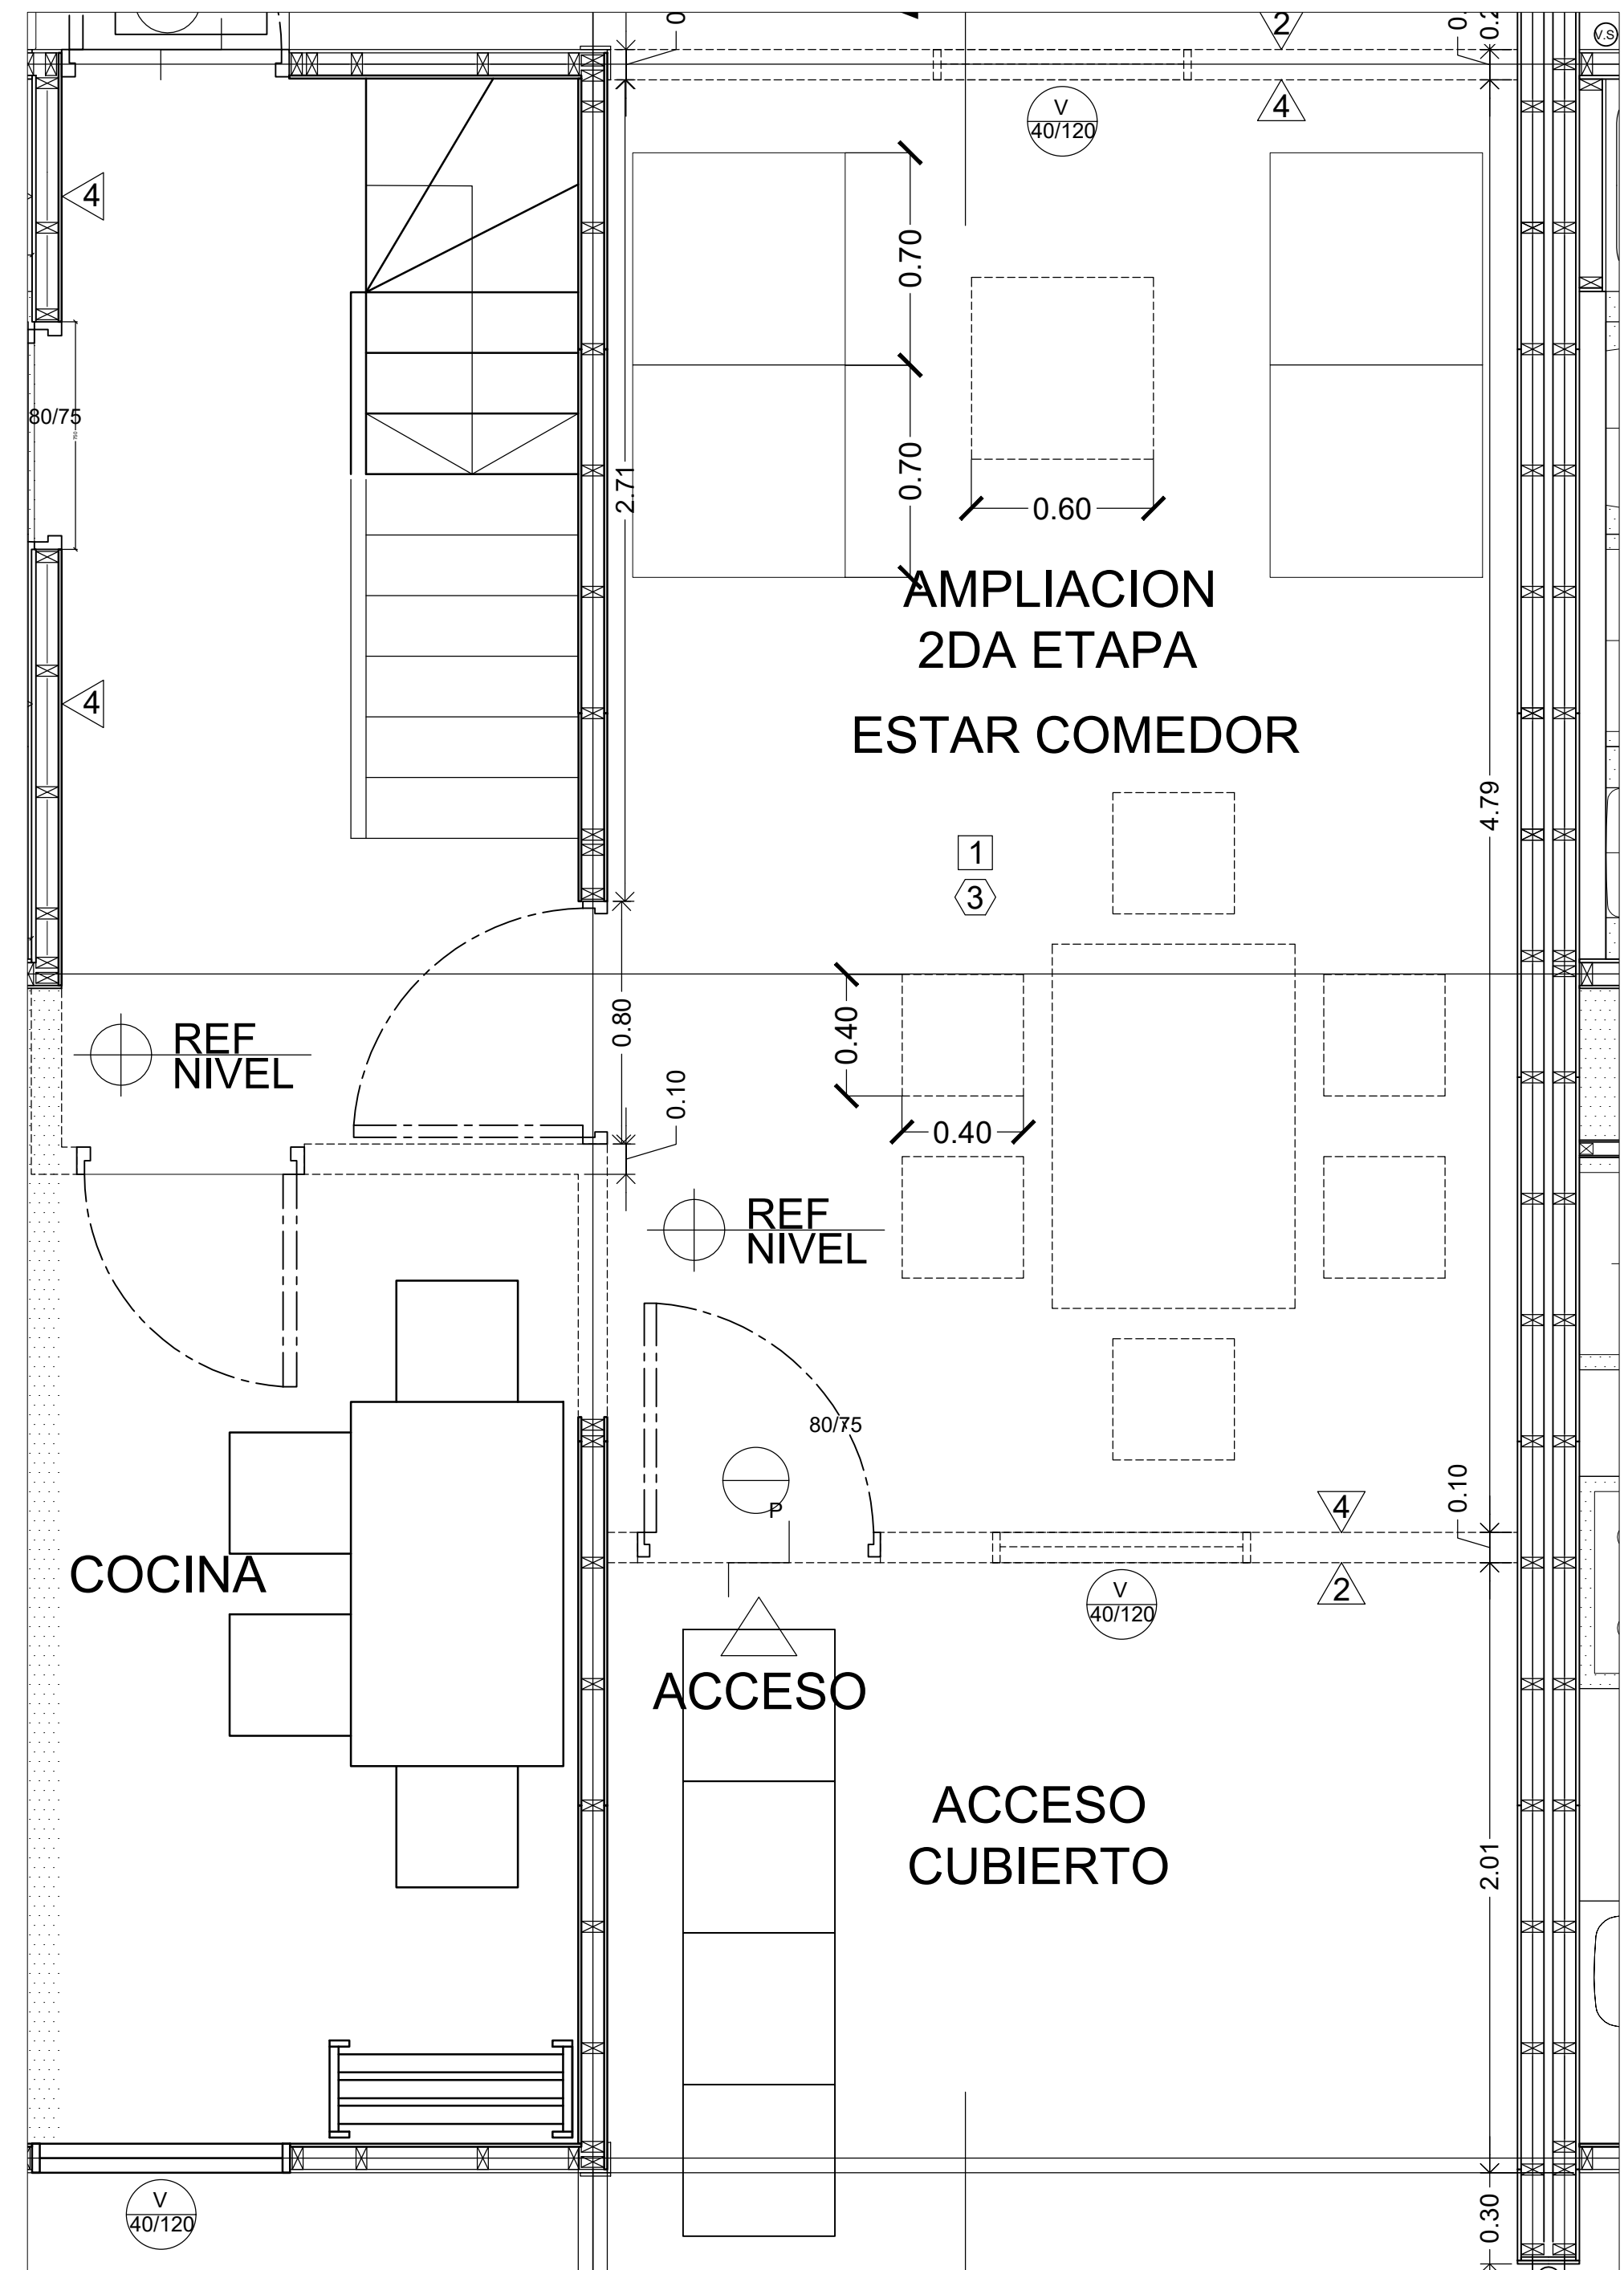 2
V.S
V
40/120
4
4
0.70
80/75
0.70
2.71
0.60
AMPLIACION
2DA ETAPA
4
ESTAR COMEDOR
4.79
1
3
0.80
0.40
REF
NIVEL
0.10
0.40
REF
NIVEL
80/75
P
4
0.10
COCINA
V
40/120
2
ACCESO
ACCESO
CUBIERTO
2.01
V
40/120
0.30